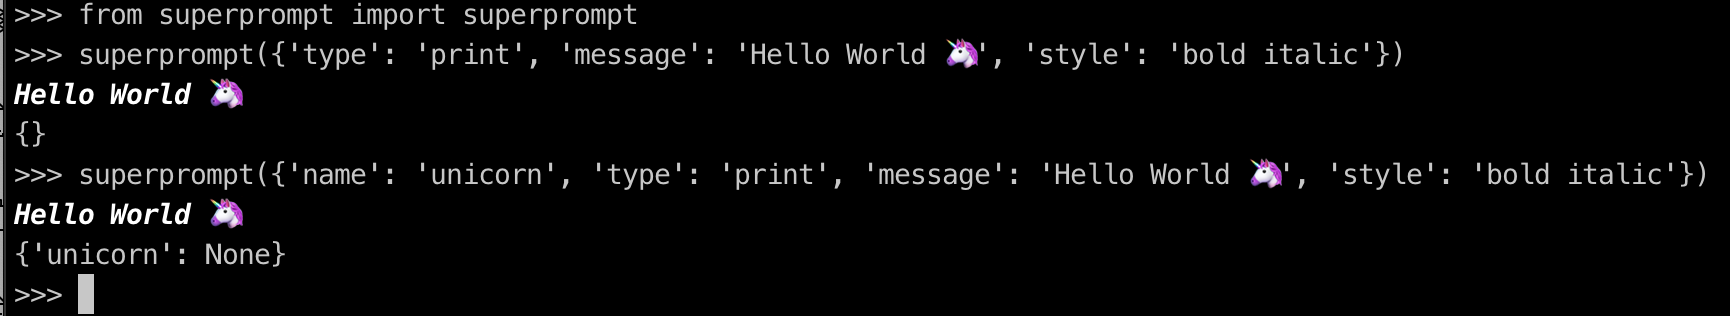 >>> from superprompt import superprompt
>>> superprompt({'type': 'print', 'message': 'Hello World 🦄', 'style': 'bold italic'})
Hello World 🦄
{}
>>> superprompt({'name': 'unicorn', 'type': 'print', 'message': 'Hello World 🦄', 'style': 'bold italic'})
Hello World 🦄
{'unicorn': None}
>>>